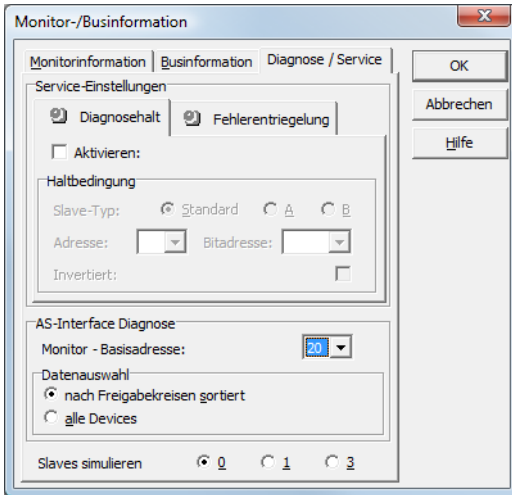 Monitor-/Businformation
Monitorinformation Businformation Diagnose / Service
OK
Abbrechen
Hilfe
Service-Einstellungen
Diagnosehalt Fehlerentriegelung
Aktivieren:
Haltbedingung
Slave-Typ: Standard A B
Adresse: Bitadresse:
Invertiert:
AS-Interface Diagnose
Monitor - Basisadresse: 20
Datenauswahl
nach Freigabekreisen sortiert
alle Devices
Slaves simulieren 0 1 3